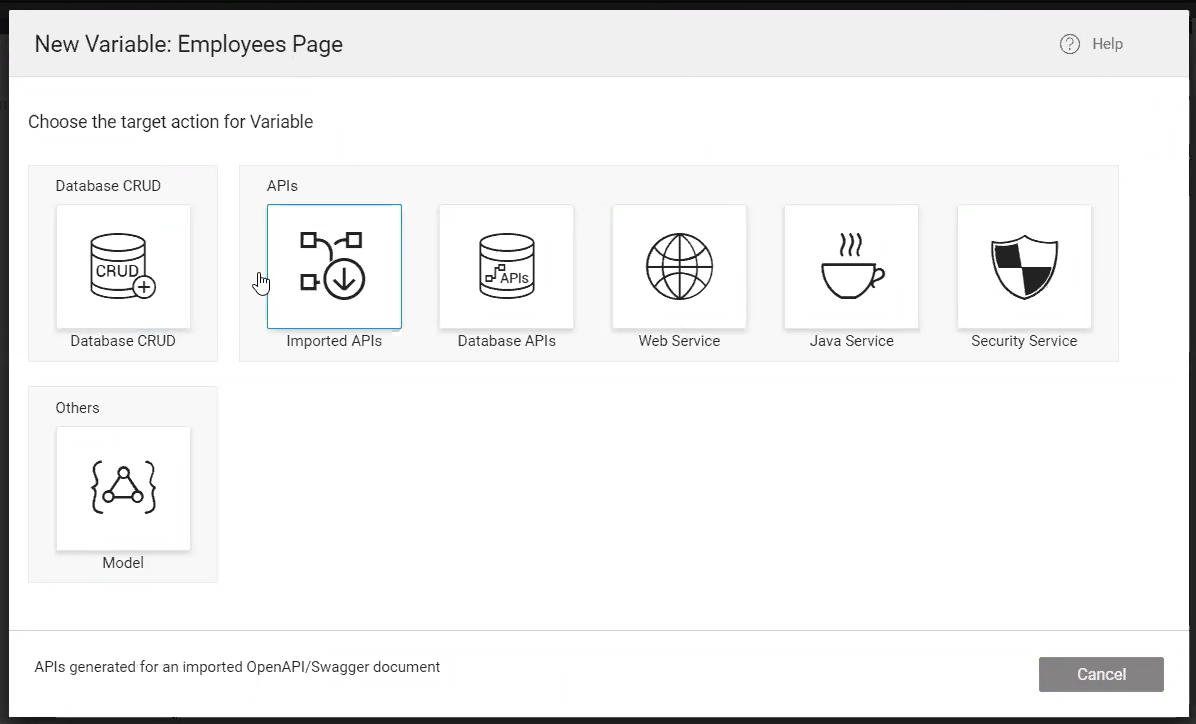 New Variable: Employees Page
Help
Choose the target action for Variable
Database CRUD
CRUD
Database CRUD
APIs
Imported APIs
APIs
Database APIs
Web Service
Java Service
Security Service
Others
Model
APIs generated for an imported OpenAPI/Swagger document
Cancel